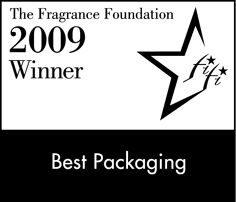 The Fragrance Foundation
2009
Winner
fifi
Best Packaging